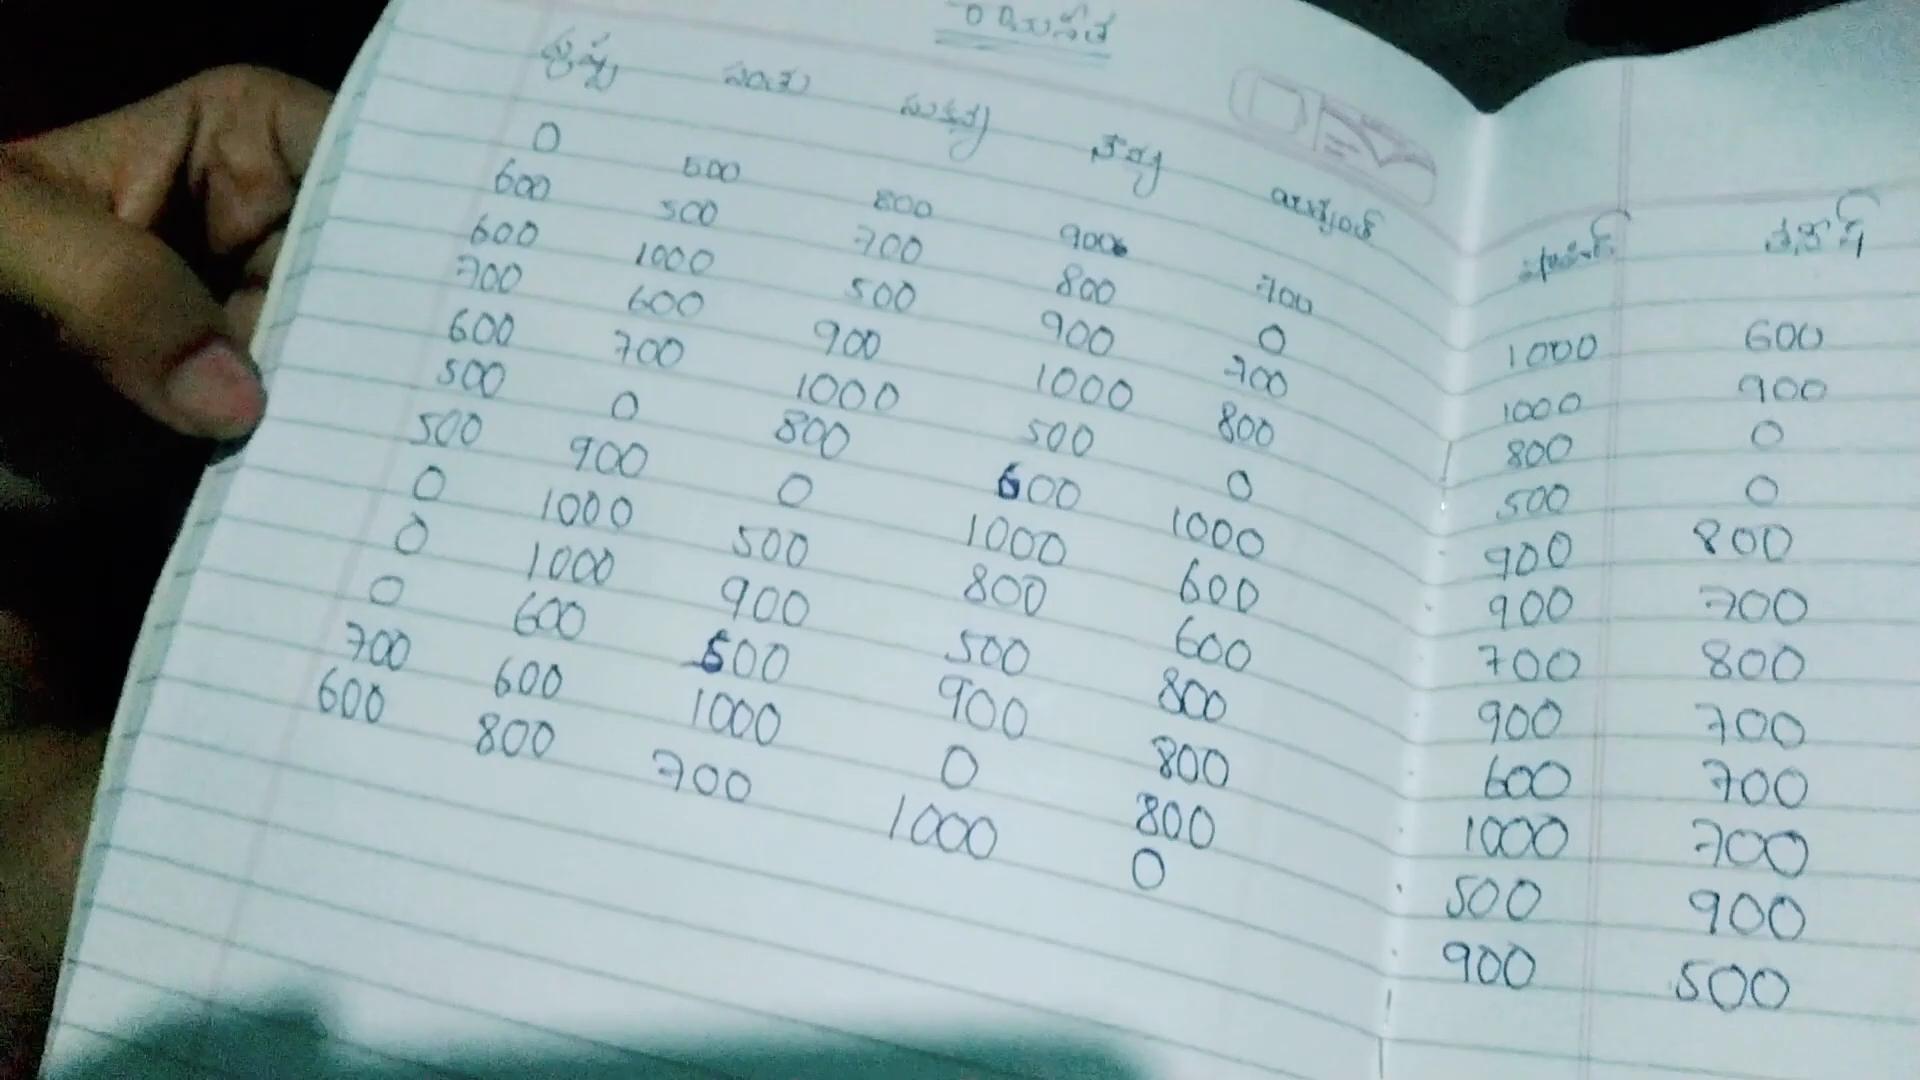 0 500 800 900 700 1000 600
600 500 700 800 0 1000 900
600 1000 500 900 700 800 0
700 600 900 1000 800 500 0
600 700 1000 500 0 900 800
500 0 800 600 1000 900 700
500 900 0 1000 600 700 800
0 1000 500 800 600 900 700
0 1000 900 500 800 600 700
0 600 500 900 800 1000 700
700 600 1000 0 800 500 900
600 800 700 1000 0 900 500